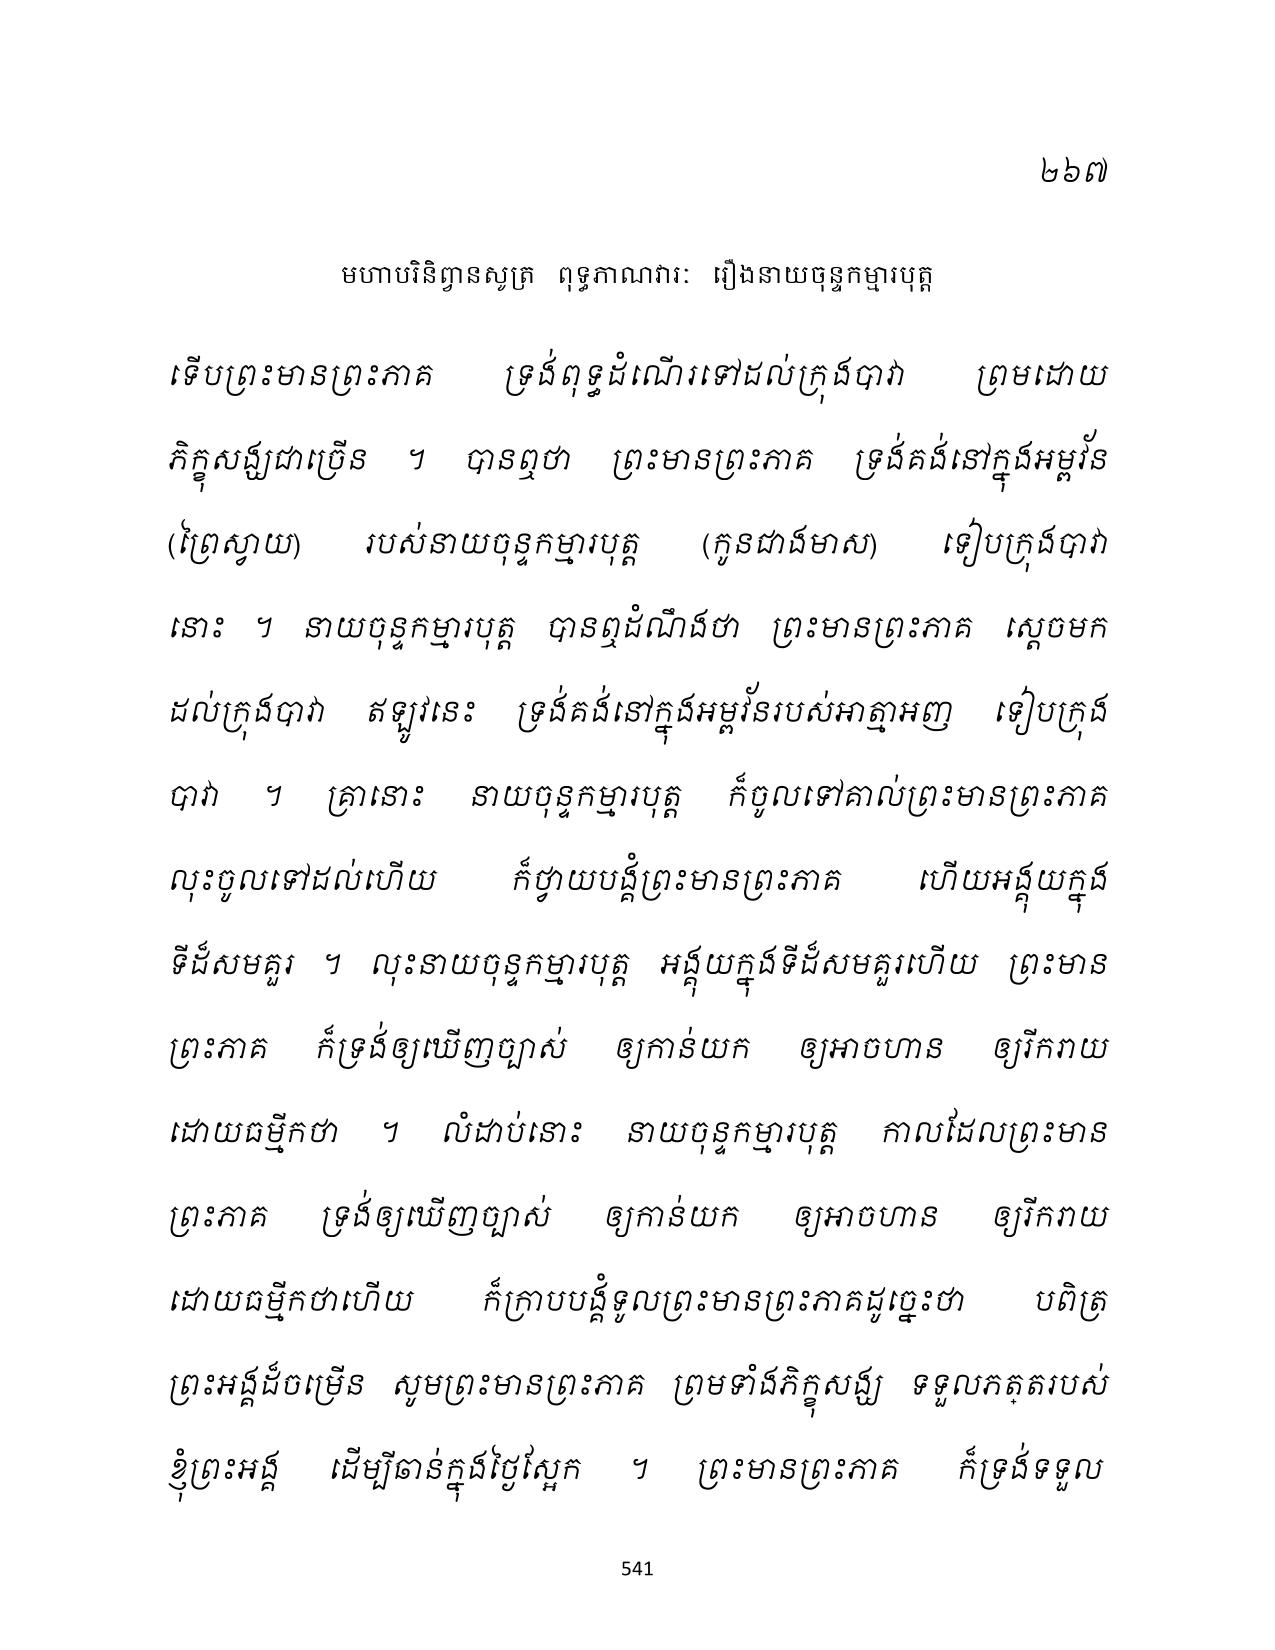 ២៦៧
មហាបរិនិព្វានសូត្រ ពុទ្ធភាណវារៈ រឿងនាយចុន្ទកម្មារបុត្ត
ទើបព្រះមានព្រះភាគ ទ្រង់ពុទ្ធដំណើរទៅដល់ក្រុងបាវា ព្រមដោយ
ភិក្ខុសង្ឃជាច្រើន ។ បានឮថា ព្រះមានព្រះភាគ ទ្រង់គង់នៅក្នុងអម្ពវ័ន
(ព្រៃស្វាយ) របស់នាយចុន្ទកម្មារបុត្ត (កូនជាងមាស) ទៀបក្រុងបាវា
នោះ ។ នាយចុន្ទកម្មារបុត្ត បានឮដំណឹងថា ព្រះមានព្រះភាគ ស្តេចមក
ដល់ក្រុងបាវា ឥឡូវនេះ ទ្រង់គង់នៅក្នុងអម្ពវ័នរបស់អាត្មាអញ ទៀបក្រុង
បាវា ។ គ្រានោះ នាយចុន្ទកម្មារបុត្ត ក៏ចូលទៅគាល់ព្រះមានព្រះភាគ
លុះចូលទៅដល់ហើយ ក៏ថ្វាយបង្គំព្រះមានព្រះភាគ ហើយអង្គុយក្នុង
ទីដ៏សមគួរ ។ លុះនាយចុន្ទកម្មារបុត្ត អង្គុយក្នុងទីដ៏សមគួរហើយ ព្រះមាន
ព្រះភាគ ក៏ទ្រង់ឲ្យឃើញច្បាស់ ឲ្យកាន់យក ឲ្យអាចហាន ឲ្យរីករាយ
ដោយធម្មីកថា ។ លំដាប់នោះ នាយចុន្ទកម្មារបុត្ត កាលដែលព្រះមាន
ព្រះភាគ ទ្រង់ឲ្យឃើញច្បាស់ ឲ្យកាន់យក ឲ្យអាចហាន ឲ្យរីករាយ
ដោយធម្មីកថាហើយ ក៏ក្រាបបង្គំទូលព្រះមានព្រះភាគដូច្នេះថា បពិត្រ
ព្រះអង្គដ៏ចម្រើន សូមព្រះមានព្រះភាគ ព្រមទាំងភិក្ខុសង្ឃ ទទួលភត្តរបស់
ខ្ញុំព្រះអង្គ ដើម្បីឆាន់ក្នុងថ្ងៃស្អែក ។ ព្រះមានព្រះភាគ ក៏ទ្រង់ទទួល
541